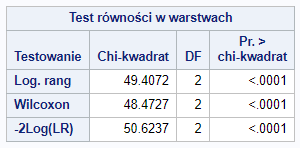 Test równości w warstwach
Testowanie Chi-kwadrat DF Pr. > chi-kwadrat
Log. rang 49.4072 2 <.0001
Wilcoxon 48.4727 2 <.0001
-2Log(LR) 50.6237 2 <.0001